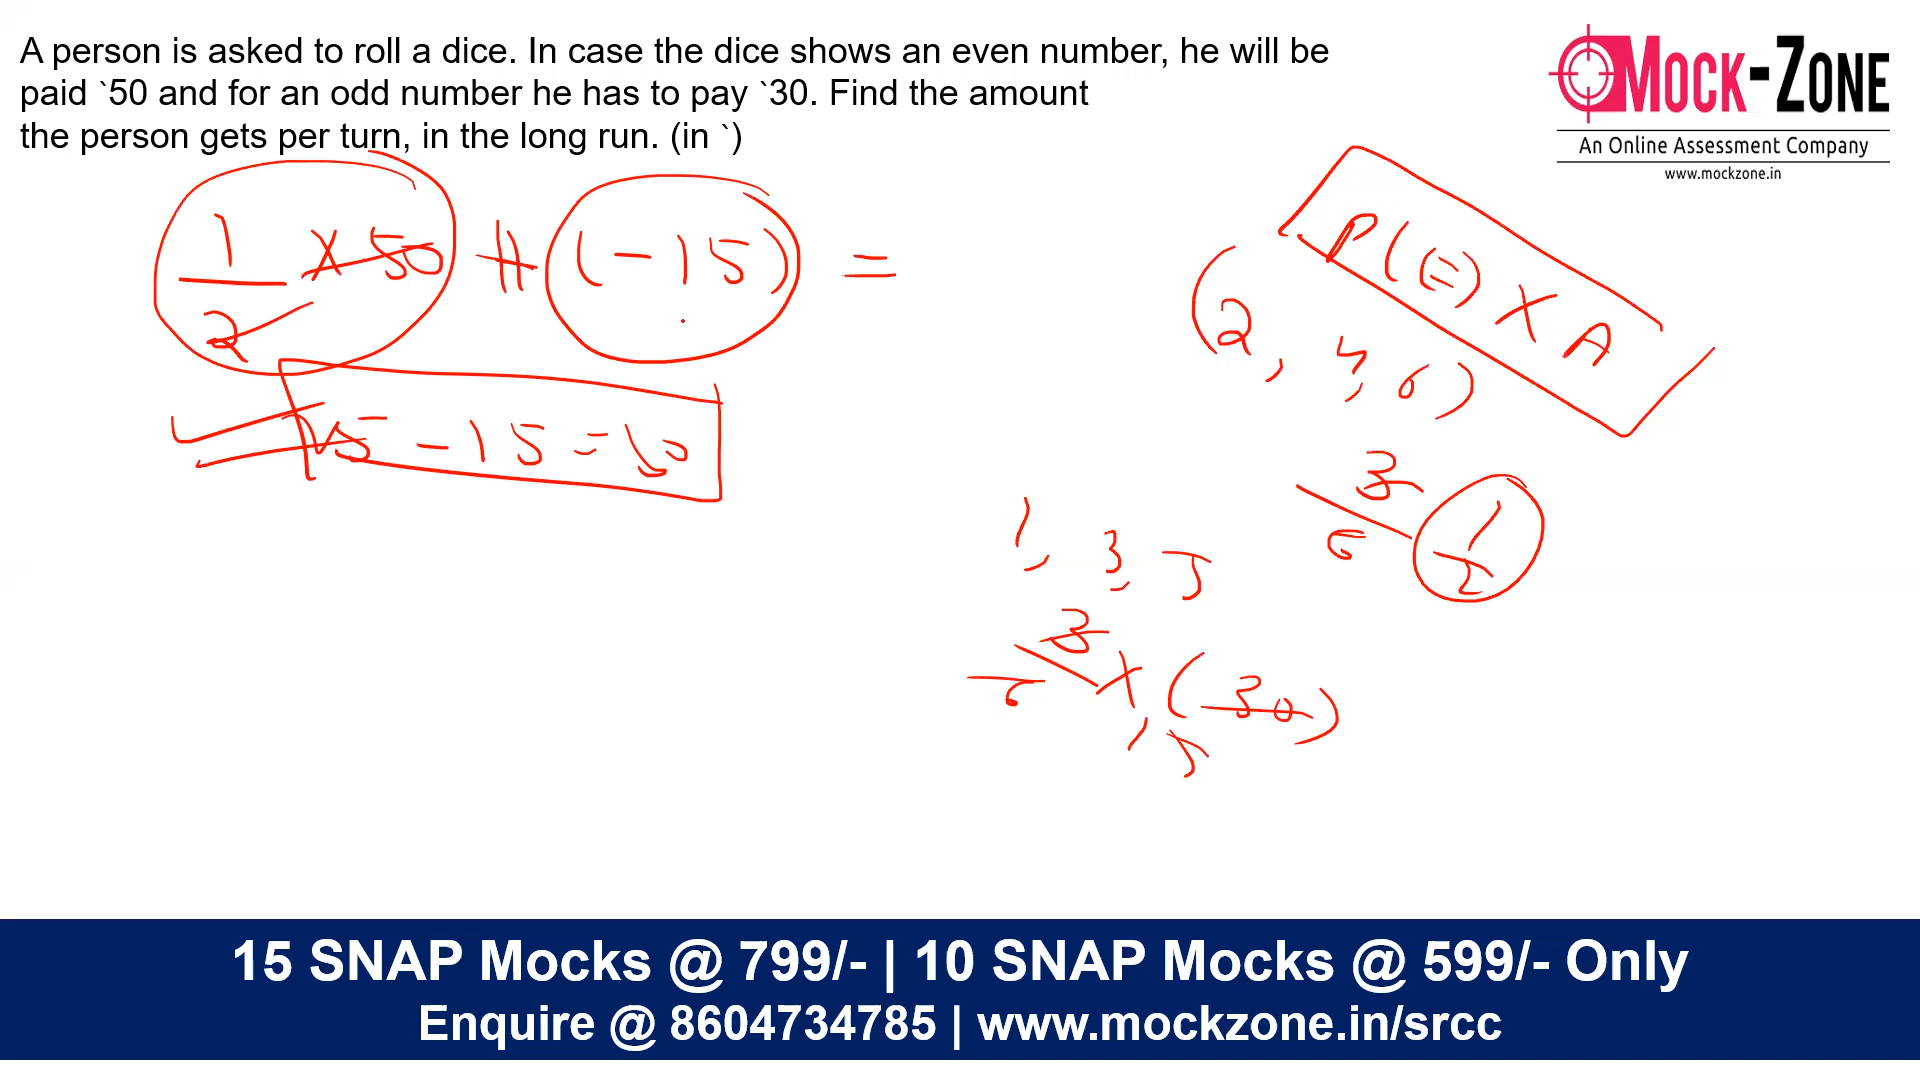 A person is asked to roll a dice. In case the dice shows an even number, he will be
paid `50 and for an odd number he has to pay `30. Find the amount
the person gets per turn, in the long run. (in `)
MOCK-ZONE
An Online Assessment Company
www.mockzone.in
P(E) X A
1/2 x 50 + (-15) =
(2, 4, 6)
- 15 = 10
3/6 1/2
1, 3, 5
3/6 x (30)
15
15 SNAP Mocks @ 799/- | 10 SNAP Mocks @ 599/- Only
Enquire @ 8604734785 | www.mockzone.in/srcc